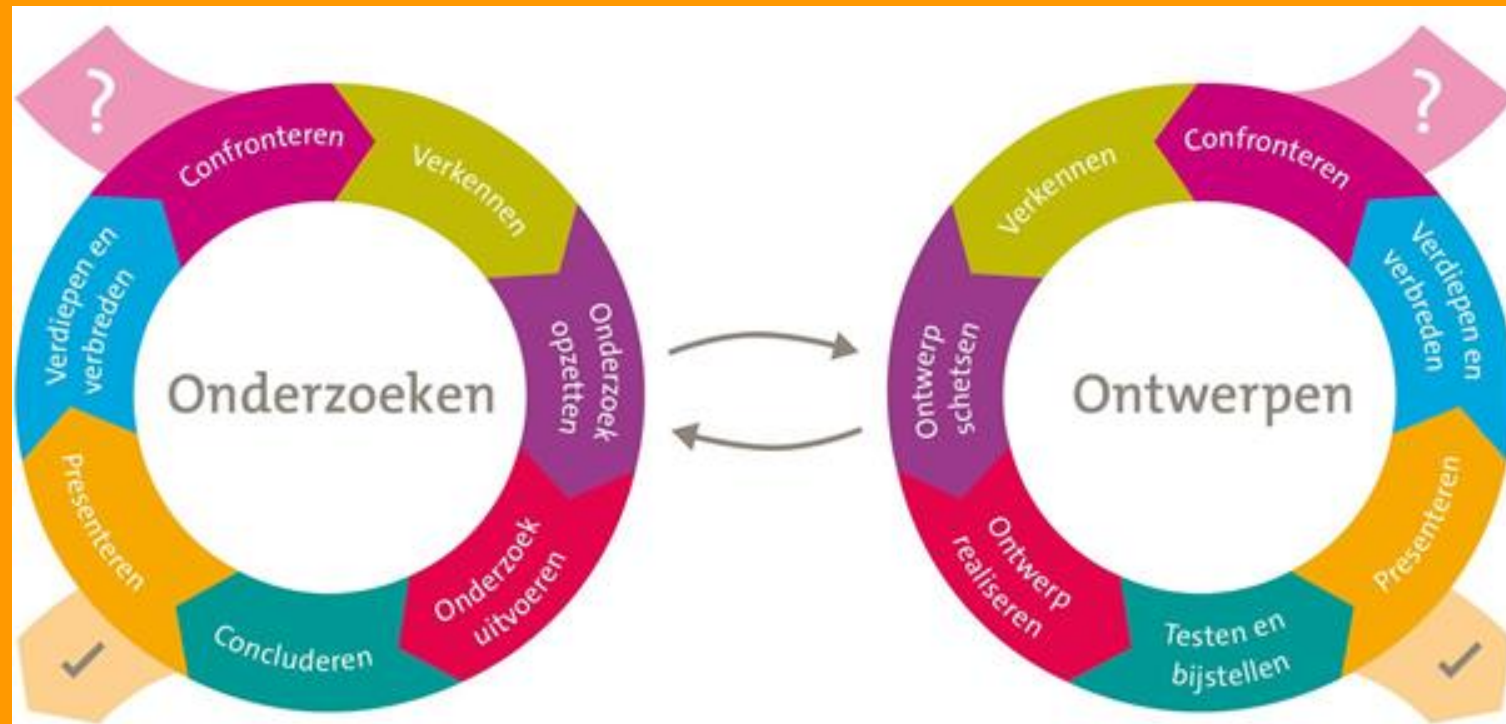 ?
Confronteren
Verkennen
Onderzoek
opzetten
Onderzoek
uitvoeren
Concluderen
Presenteren
Verdiepen en
verbreden
Onderzoeken
?
Confronteren
Verkennen
Ontwerp
schetsen
Ontwerp
realiseren
Testen en
bijstellen
Presenteren
Verdiepen en
verbreden
Ontwerpen